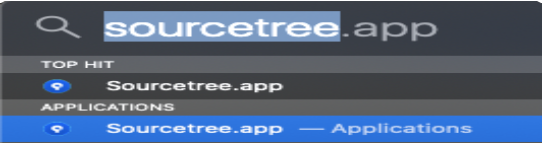 sourcetree.app
TOP HIT
Sourcetree.app
APPLICATIONS
Sourcetree.app — Applications